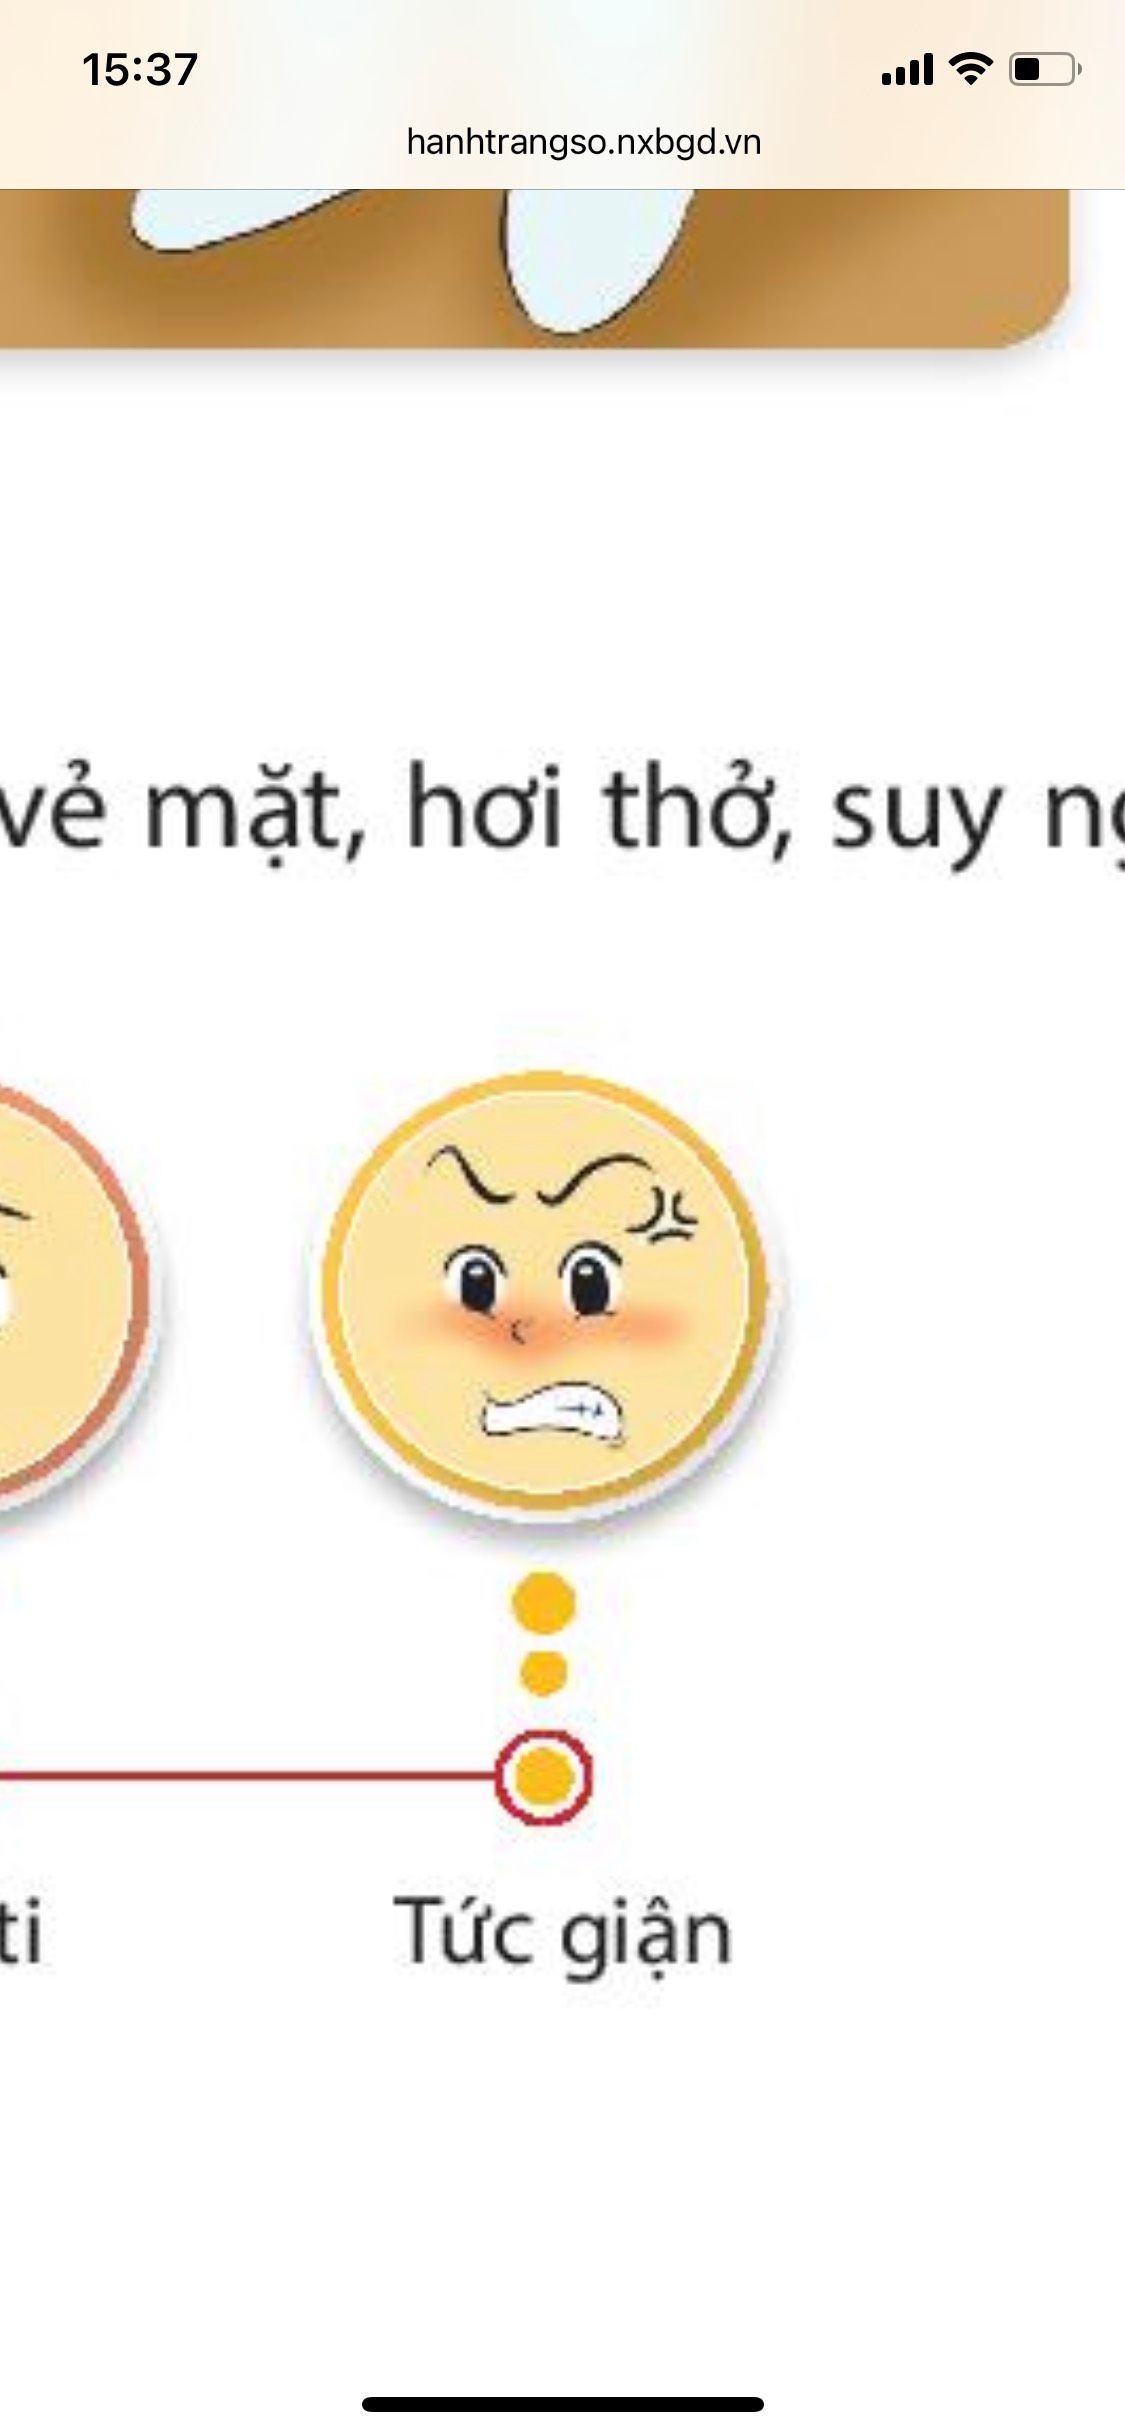 15:37
hanhtrangso.nxbgd.vn
vẻ mặt, hơi thở, suy
ti
Tức giận